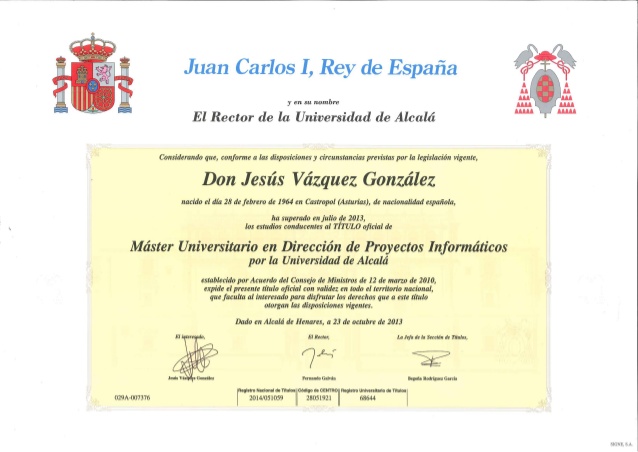 Juan Carlos I, Rey de España
y en su nombre
El Rector de la Universidad de Alcalá
Considerando que, conforme a las disposiciones y circunstancias previstas por la legislación vigente,
Don Jesús Vázquez González
nacido el día 28 de febrero de 1964 en Castropol (Asturias), de nacionalidad española,
ha superado en julio de 2013,
los estudios conducentes al TÍTULO oficial de
Máster Universitario en Dirección de Proyectos Informáticos
por la Universidad de Alcalá
establecido por Acuerdo del Consejo de Ministros de 12 de marzo de 2010,
expide el presente título oficial con validez en todo el territorio nacional,
que faculta al interesado para disfrutar los derechos que a este título
otorgan las disposiciones vigentes.
Dado en Alcalá de Henares, a 23 de octubre de 2013
El interesado, El Rector, La Jefa de la Sección de Títulos,
Jesús Vázquez González Fernando Galván Begoña Rodríguez García
Registro Nacional de Títulos Código de CENTRO Registro Universitario de Títulos
029A-007376 2014/051059 28051921 68644